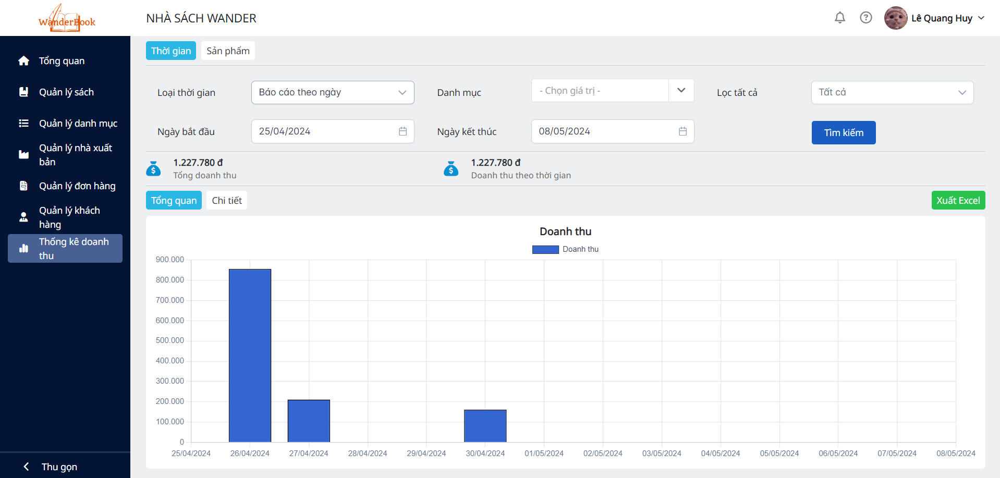 WanderBook
NHÀ SÁCH WANDER
Lê Quang Huy
Tổng quan
Quản lý sách
Quản lý danh mục
Quản lý nhà xuất
bản
Quản lý đơn hàng
Quản lý khách
hàng
Thống kê doanh
thu
Thu gọn
Thời gian
Sản phẩm
Loại thời gian
Báo cáo theo ngày
Danh mục
- Chọn giá trị -
Lọc tất cả
Tất cả
Ngày bắt đầu
25/04/2024
Ngày kết thúc
08/05/2024
Tìm kiếm
1.227.780 đ
Tổng doanh thu
1.227.780 đ
Doanh thu theo thời gian
Tổng quan
Chi tiết
Xuất Excel
Doanh thu
Doanh thu
900.000
800.000
700.000
600.000
500.000
400.000
300.000
200.000
100.000
0
25/04/2024
26/04/2024
27/04/2024
28/04/2024
29/04/2024
30/04/2024
01/05/2024
02/05/2024
03/05/2024
04/05/2024
05/05/2024
06/05/2024
07/05/2024
08/05/2024